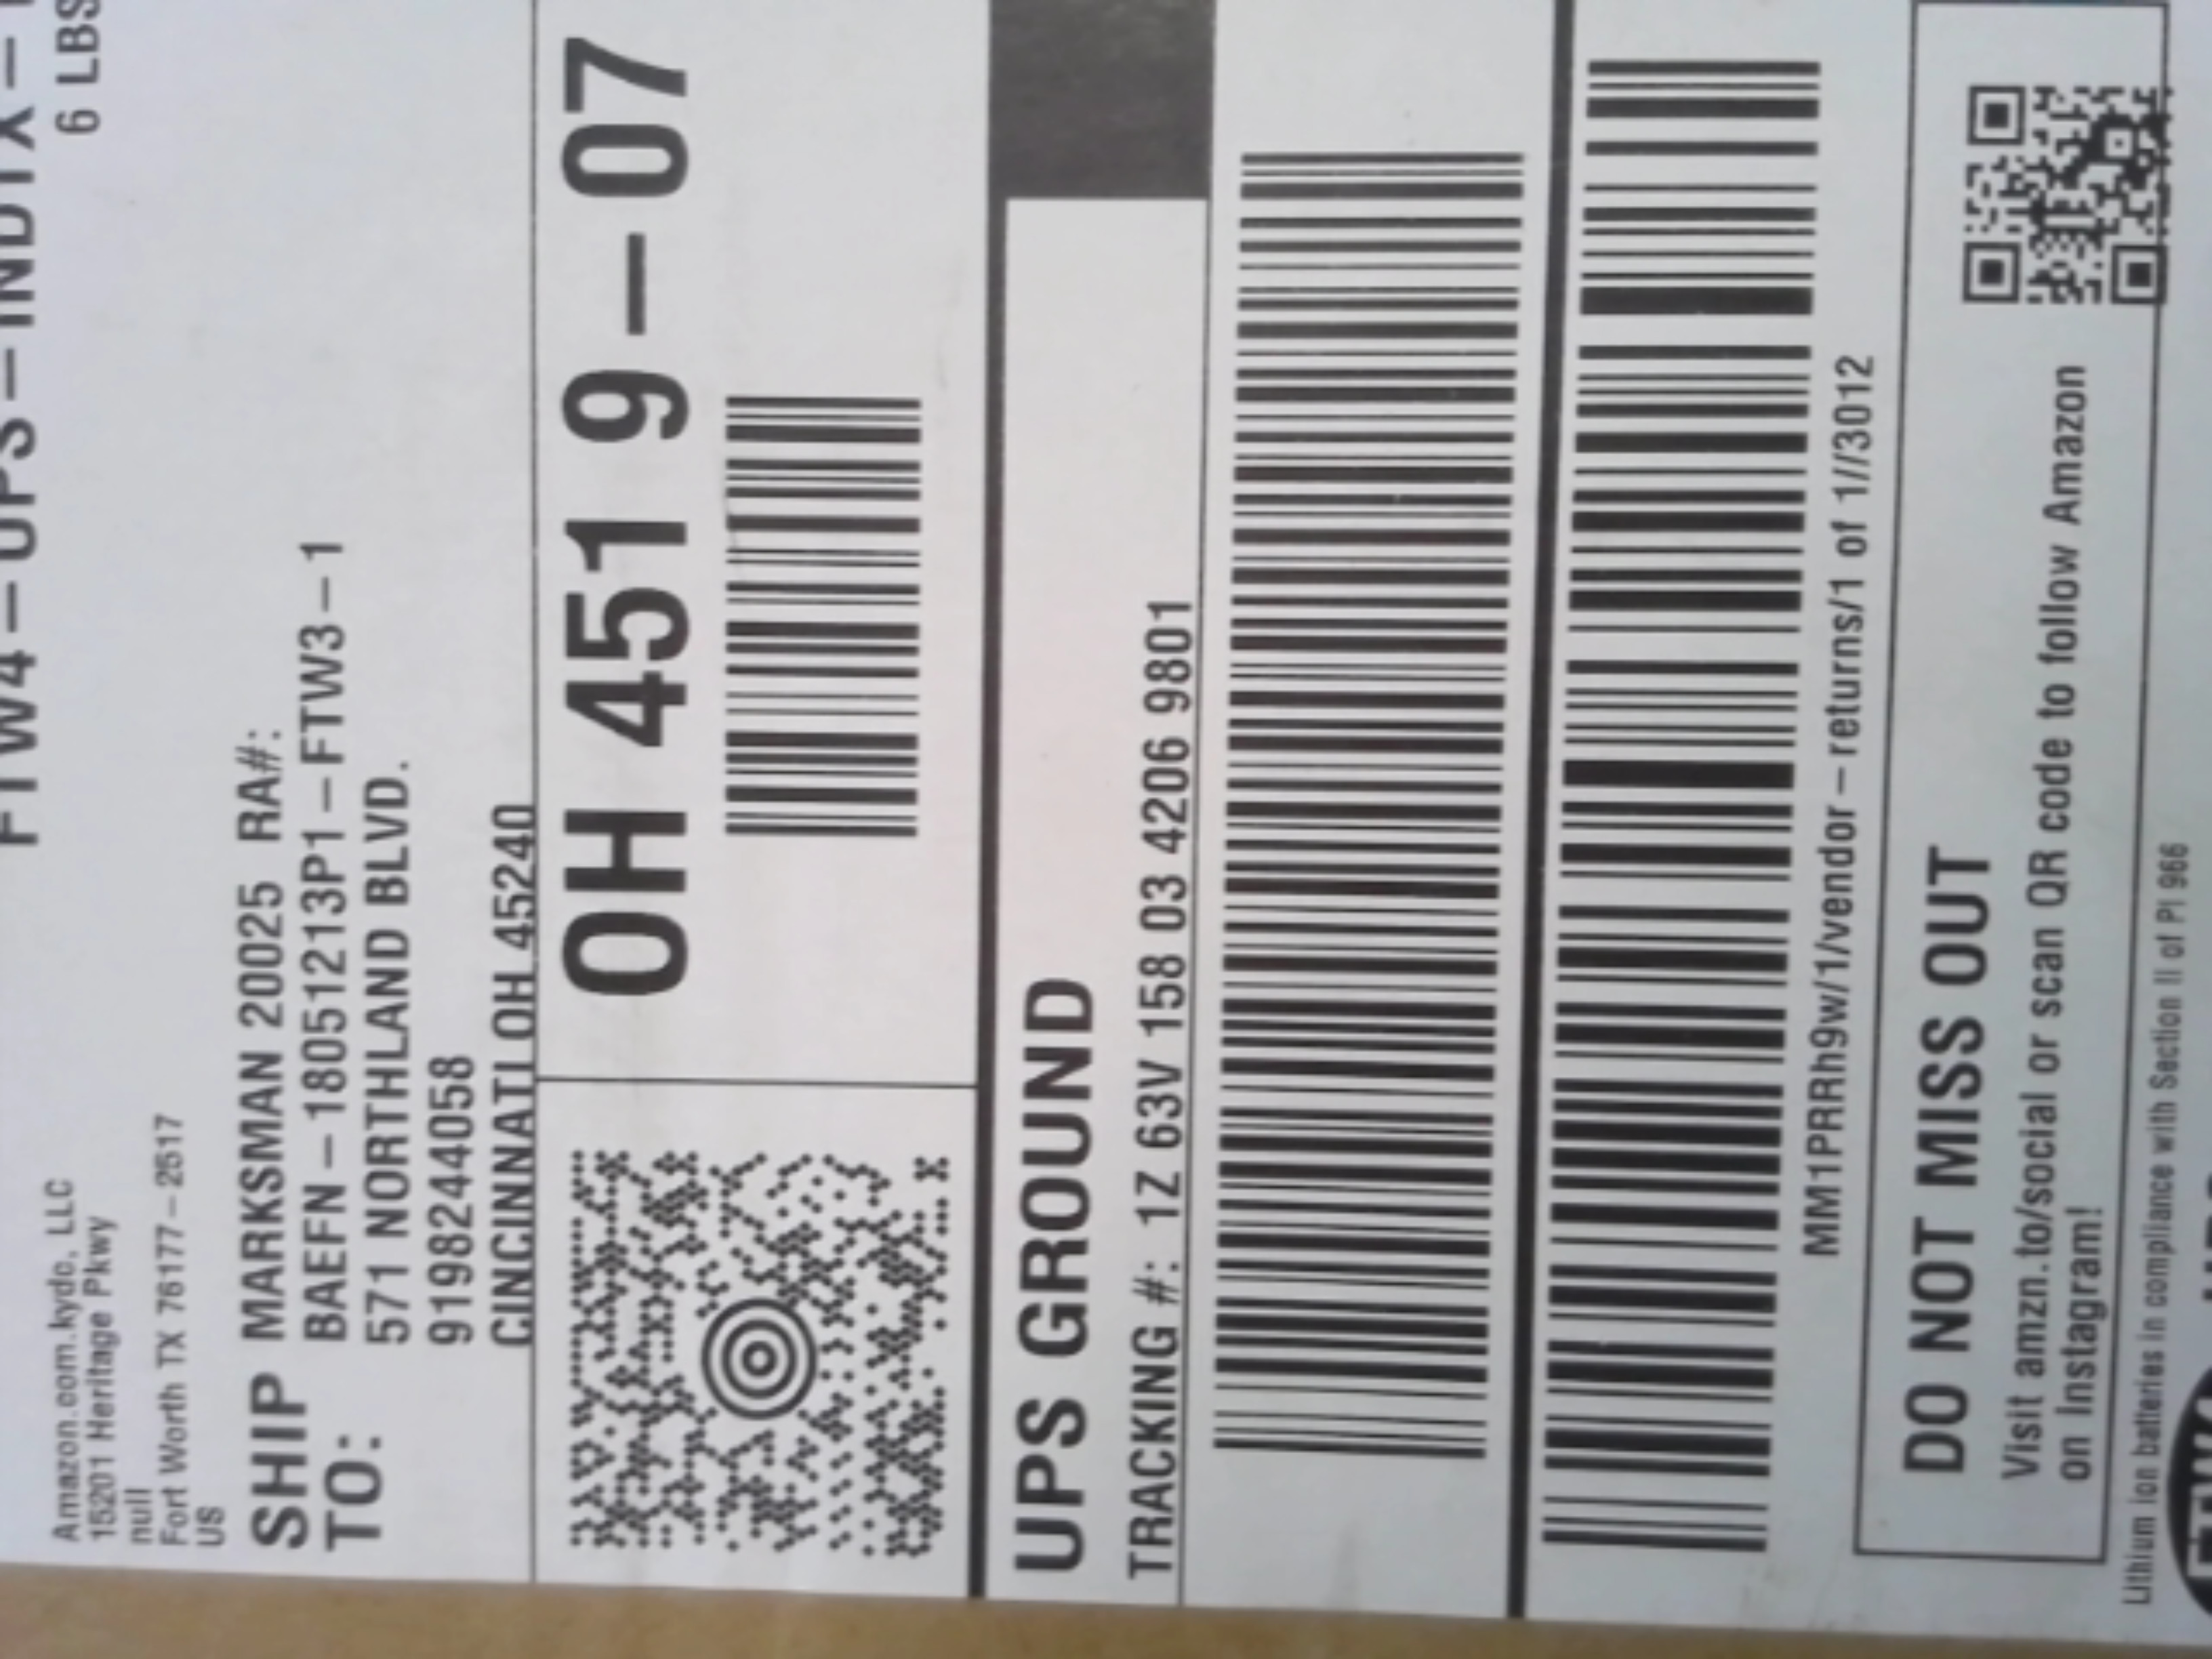 FTW4-UPS-INDTX-
6 LBS
Amazon.com.kydc, LLC
15201 Heritage Pkwy
null
Fort Worth TX 76177-2517
US
SHIP TO:
MARKSMAN 20025 RA#:
BAEFN-18051213P1-FTW3-1
571 NORTHLAND BLVD.
9198244058
CINCINNATI OH 45240
OH 451 9-07
UPS GROUND
TRACKING #: 1Z 63V 158 03 4206 9801
MM1PRRh9w/1/vendor-returns/1 of 1//3012
DO NOT MISS OUT
Visit amzn.to/social or scan QR code to follow Amazon
on Instagram!
Lithium ion batteries in compliance with Section II of PI 966